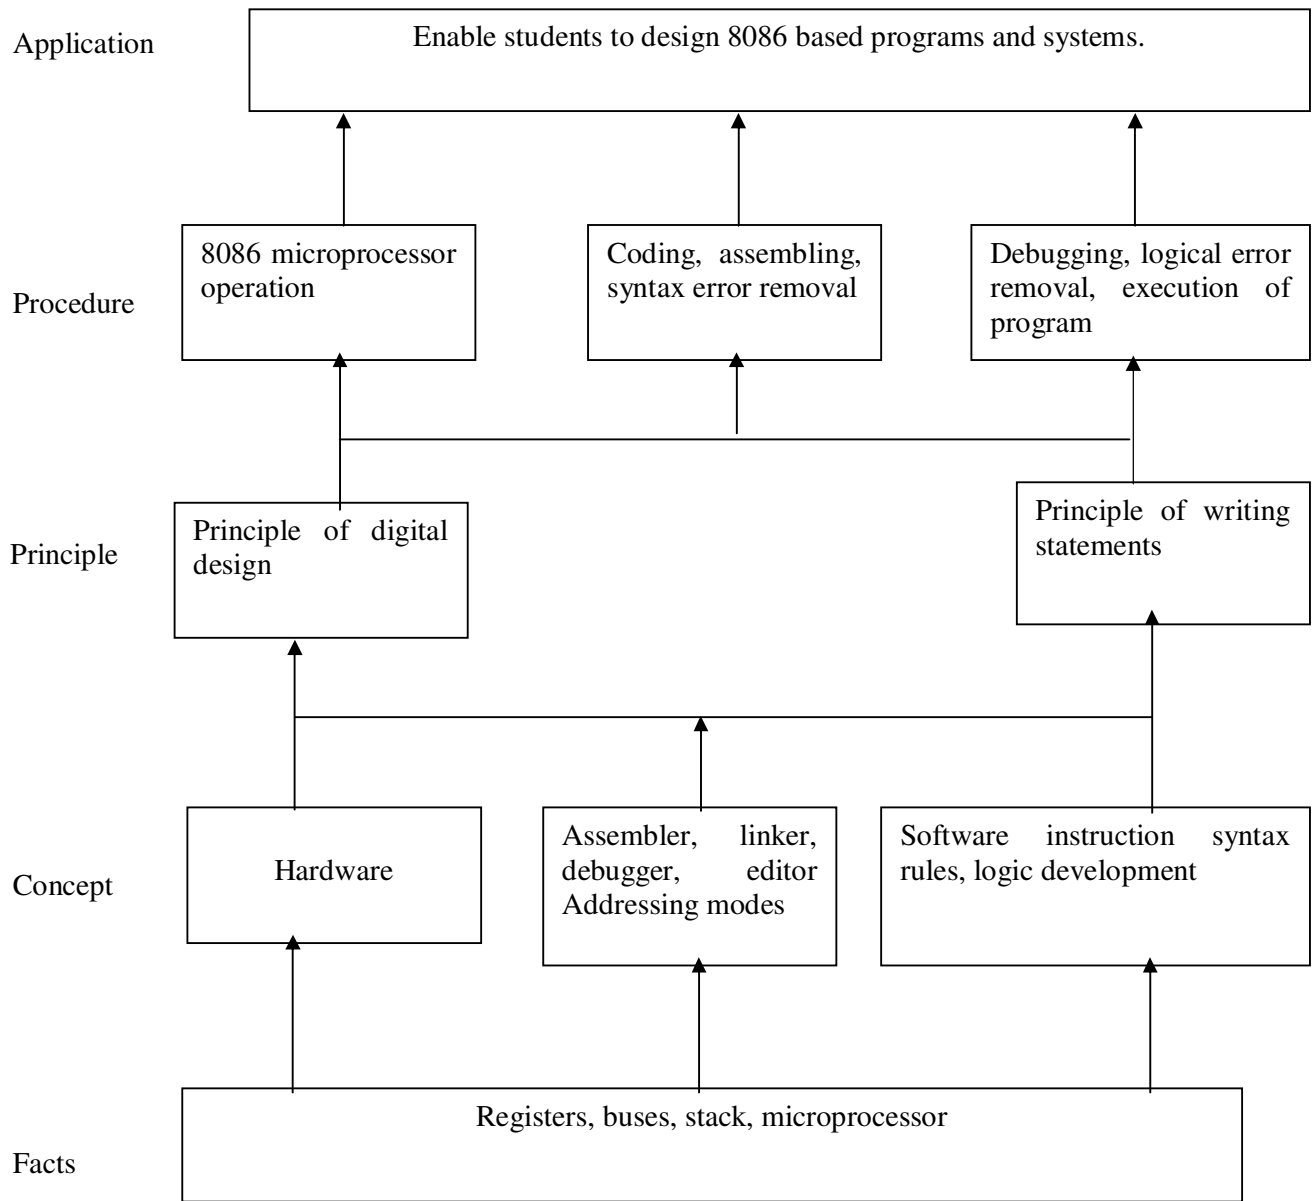 Application
Enable students to design 8086 based programs and systems.
8086 microprocessor
operation
Coding, assembling,
syntax error removal
Debugging, logical error
removal, execution of
program
Procedure
Principle of digital
design
Principle of writing
statements
Principle
Hardware
Assembler, linker,
debugger, editor
Addressing modes
Software instruction syntax
rules, logic development
Concept
Registers, buses, stack, microprocessor
Facts